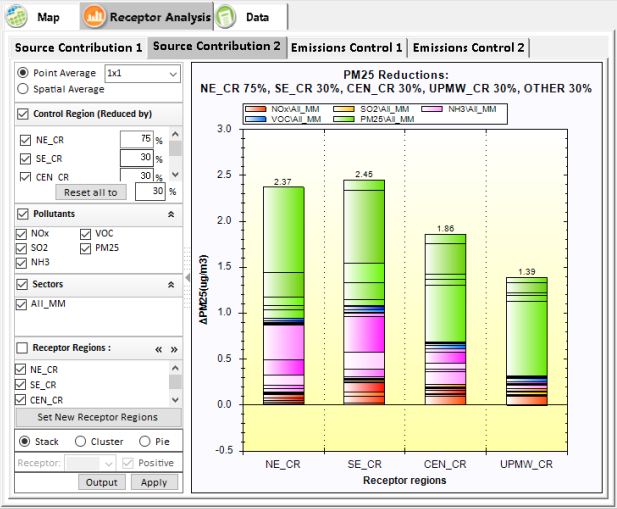 Map Receptor Analysis Data
Source Contribution 1 Source Contribution 2 Emissions Control 1 Emissions Control 2
Point Average 1x1
Spatial Average
Control Region (Reduced by)
NE_CR 75 %
SE_CR 30 %
CEN_CR 30 %
Reset all to 30 %
Pollutants
NOx VOC
SO2 PM25
NH3
Sectors
All_MM
Receptor Regions : « »
NE_CR
SE_CR
CEN_CR
Set New Receptor Regions
Stack Cluster Pie
Receptor: Positive
Output Apply
PM25 Reductions:
NE_CR 75%, SE_CR 30%, CEN_CR 30%, UPMW_CR 30%, OTHER 30%
NOx\All_MM SO2\All_MM NH3\All_MM
VOC\All_MM PM25\All_MM
3.0
2.5
2.0
1.5
1.0
0.5
0.0
-0.5
ΔPM25(ug/m3)
2.37
2.45
1.86
1.39
NE_CR SE_CR CEN_CR UPMW_CR
Receptor regions